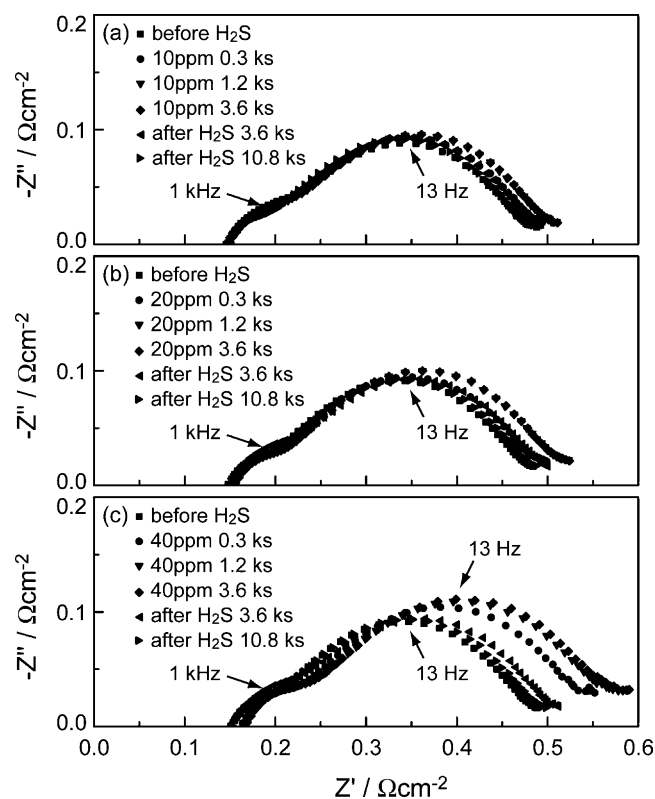 0.2
(a)
before H₂S
10ppm 0.3 ks
10ppm 1.2 ks
10ppm 3.6 ks
after H₂S 3.6 ks
after H₂S 10.8 ks
0.1
-Z" / Ωcm⁻²
1 kHz
13 Hz
0.0
0.2
(b)
before H₂S
20ppm 0.3 ks
20ppm 1.2 ks
20ppm 3.6 ks
after H₂S 3.6 ks
after H₂S 10.8 ks
0.1
-Z" / Ωcm⁻²
1 kHz
13 Hz
0.0
0.2
(c)
before H₂S
40ppm 0.3 ks
40ppm 1.2 ks
40ppm 3.6 ks
after H₂S 3.6 ks
after H₂S 10.8 ks
13 Hz
0.1
-Z" / Ωcm⁻²
1 kHz
13 Hz
0.0
0.0 0.1 0.2 0.3 0.4 0.5 0.6
Z' / Ωcm⁻²